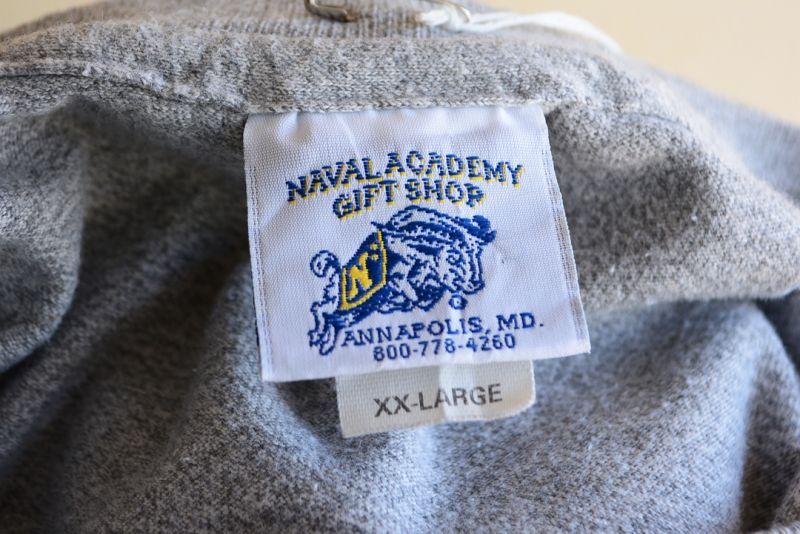 NAVAL ACADEMY
GIFT SHOP
N
ANNAPOLIS, MD.
800-778-4260
XX-LARGE